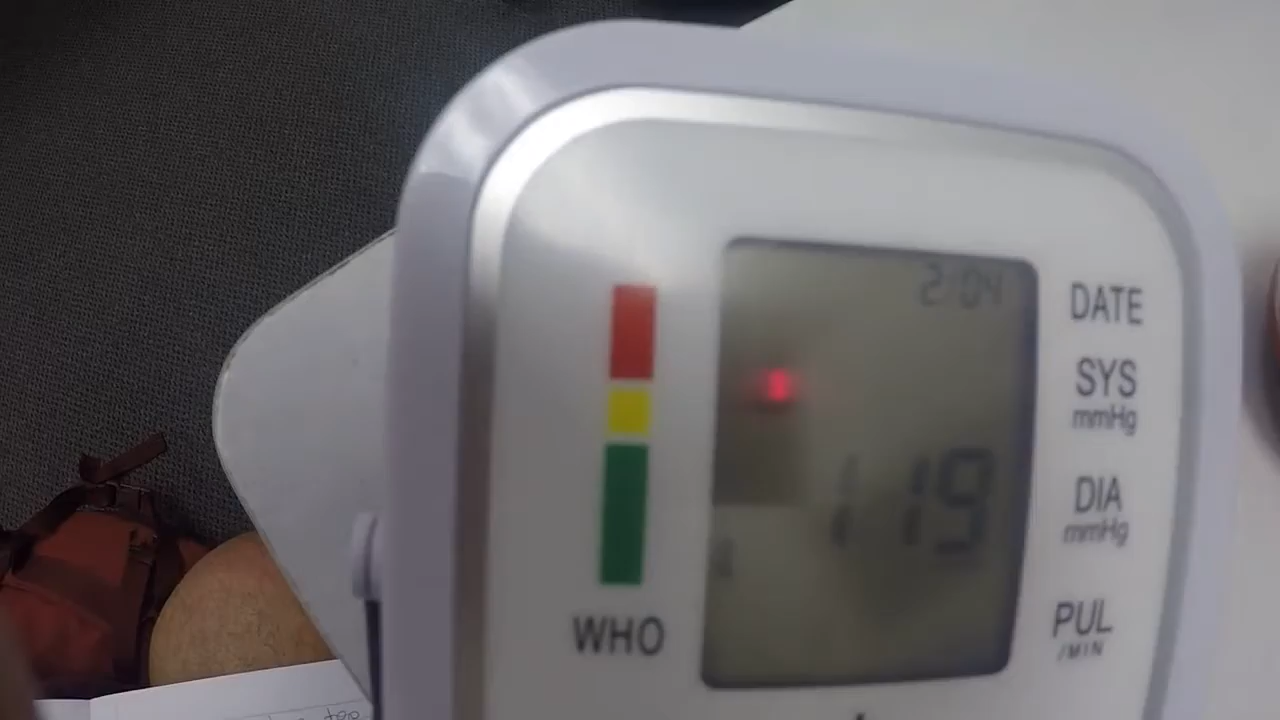 2:04
DATE
SYS
mmHg
119
DIA
mmHg
PUL
/MIN
WHO